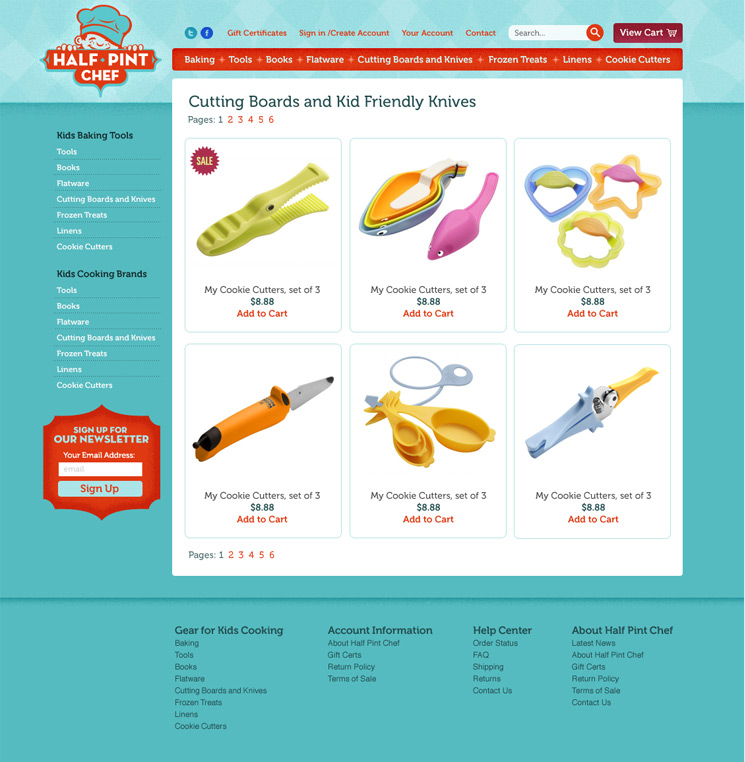 HALF PINT
CHEF
Gift Certificates Sign in /Create Account Your Account Contact Search... View Cart
Baking + Tools + Books + Flatware + Cutting Boards and Knives + Frozen Treats + Linens + Cookie Cutters
Kids Baking Tools
Tools
Books
Flatware
Cutting Boards and Knives
Frozen Treats
Linens
Cookie Cutters
Kids Cooking Brands
Tools
Books
Flatware
Cutting Boards and Knives
Frozen Treats
Linens
Cookie Cutters
SIGN UP FOR
OUR NEWSLETTER
Your Email Address:
email
Sign Up
Cutting Boards and Kid Friendly Knives
Pages: 1 2 3 4 5 6
SALE
My Cookie Cutters, set of 3
$8.88
Add to Cart
My Cookie Cutters, set of 3
$8.88
Add to Cart
My Cookie Cutters, set of 3
$8.88
Add to Cart
My Cookie Cutters, set of 3
$8.88
Add to Cart
My Cookie Cutters, set of 3
$8.88
Add to Cart
My Cookie Cutters, set of 3
$8.88
Add to Cart
Pages: 1 2 3 4 5 6
Gear for Kids Cooking
Baking
Tools
Books
Flatware
Cutting Boards and Knives
Frozen Treats
Linens
Cookie Cutters
Account Information
About Half Pint Chef
Gift Certs
Return Policy
Terms of Sale
Help Center
Order Status
FAQ
Shipping
Returns
Contact Us
About Half Pint Chef
Latest News
About Half Pint Chef
Gift Certs
Return Policy
Terms of Sale
Contact Us